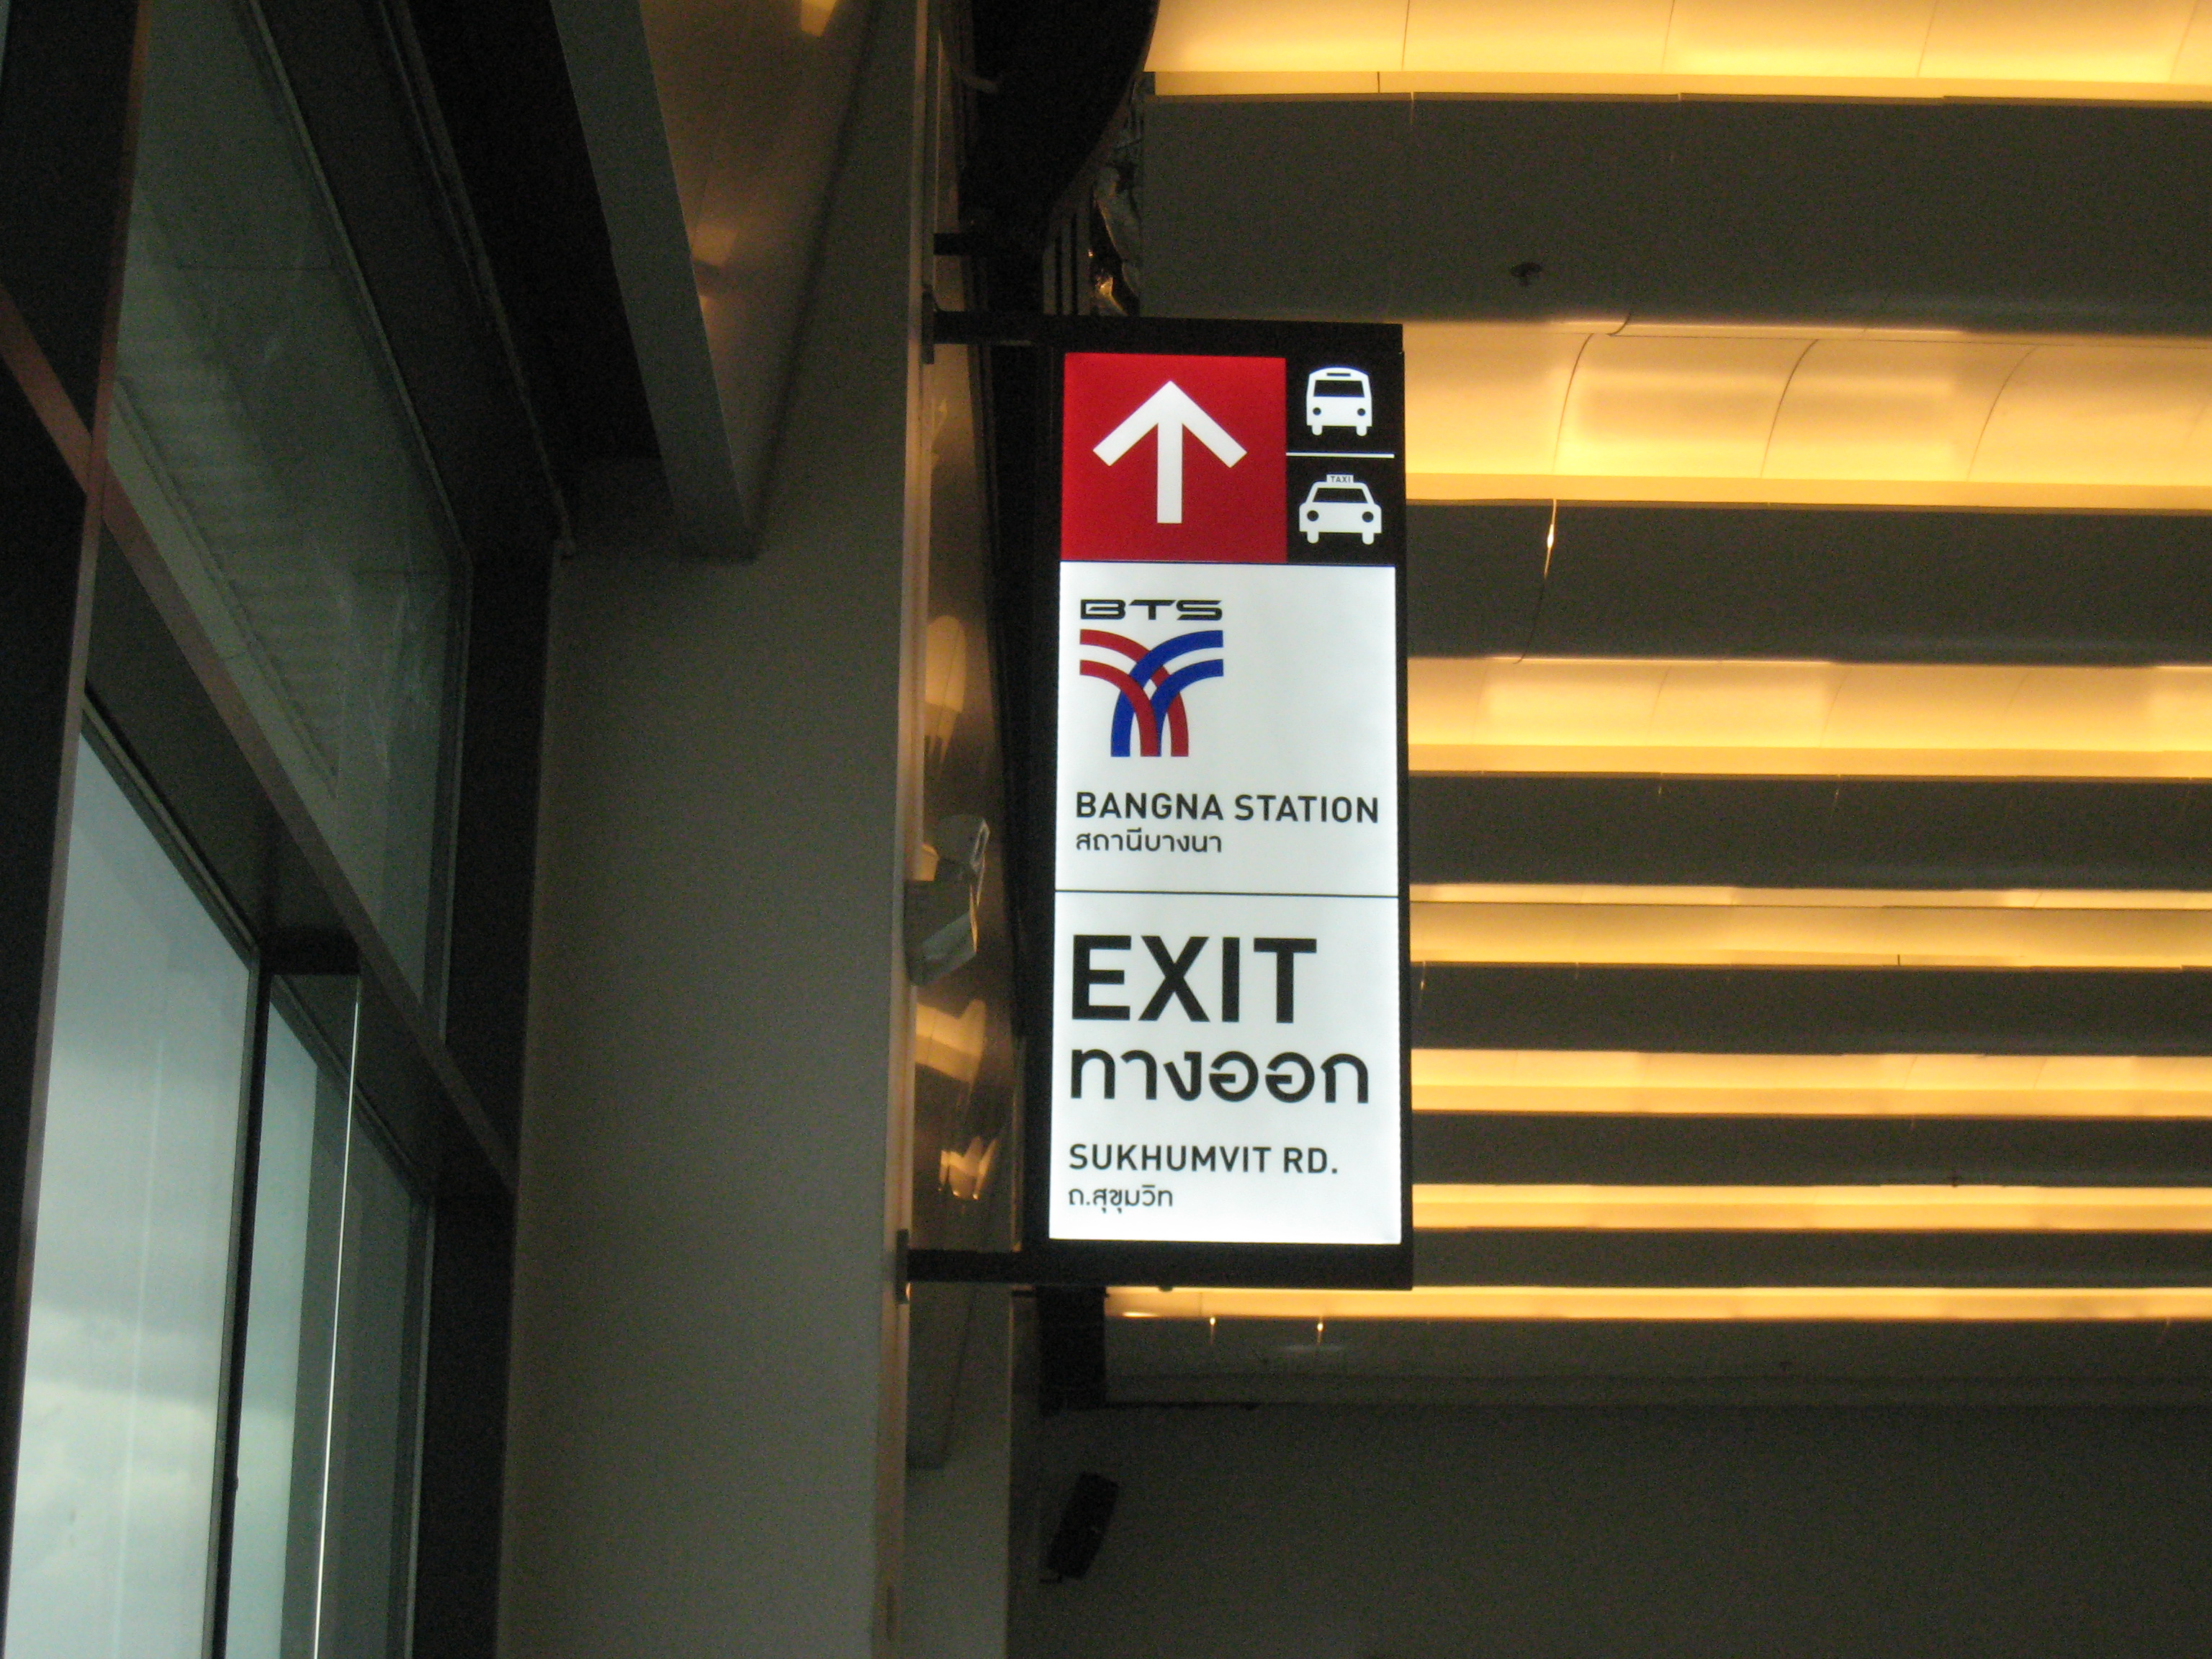 TAXI
BTS
BANGNA STATION
สถานีบางนา
EXIT
ทางออก
SUKHUMVIT RD.
ถ.สุขุมวิท